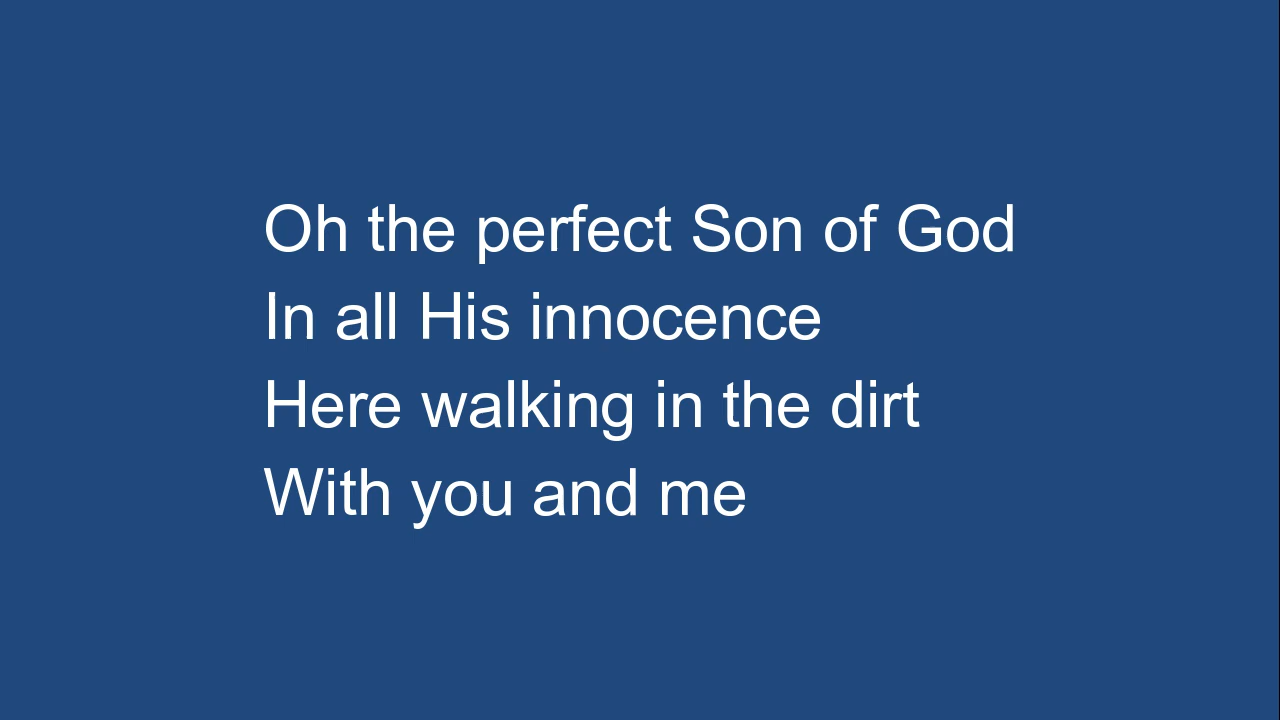 Oh the perfect Son of God
In all His innocence
Here walking in the dirt
With you and me